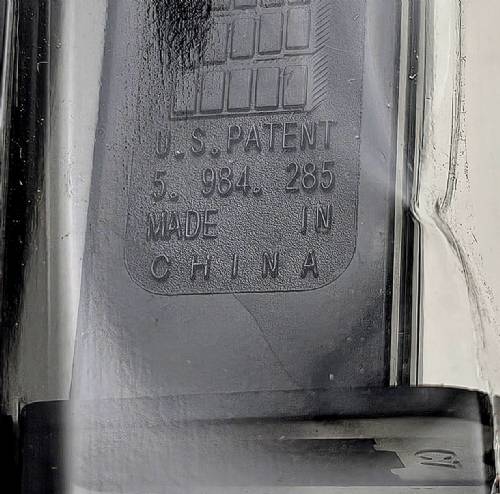 U.S. PATENT
5. 984. 285
MADE IN
CHINA